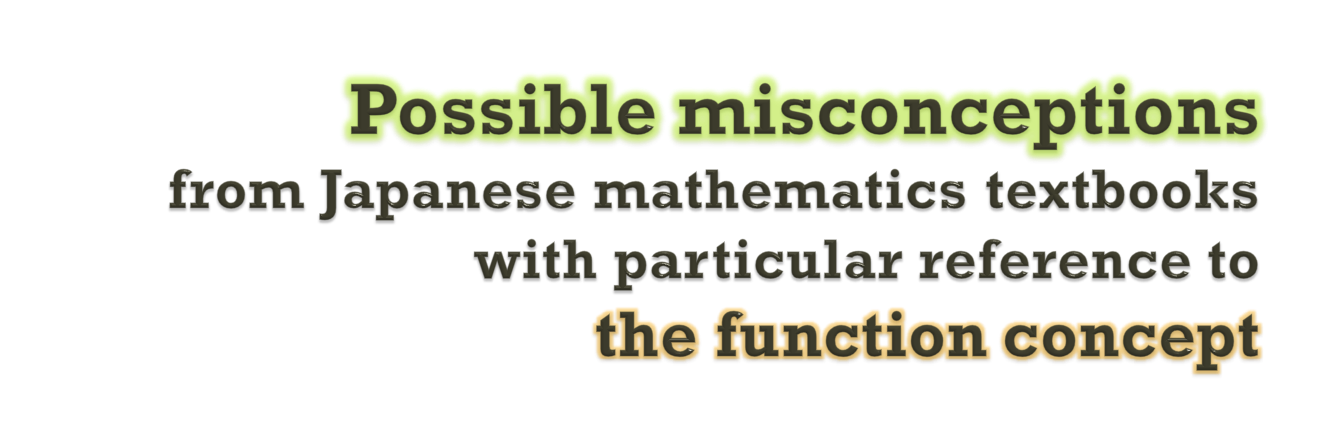 Possible misconceptions
from Japanese mathematics textbooks
with particular reference to
the function concept